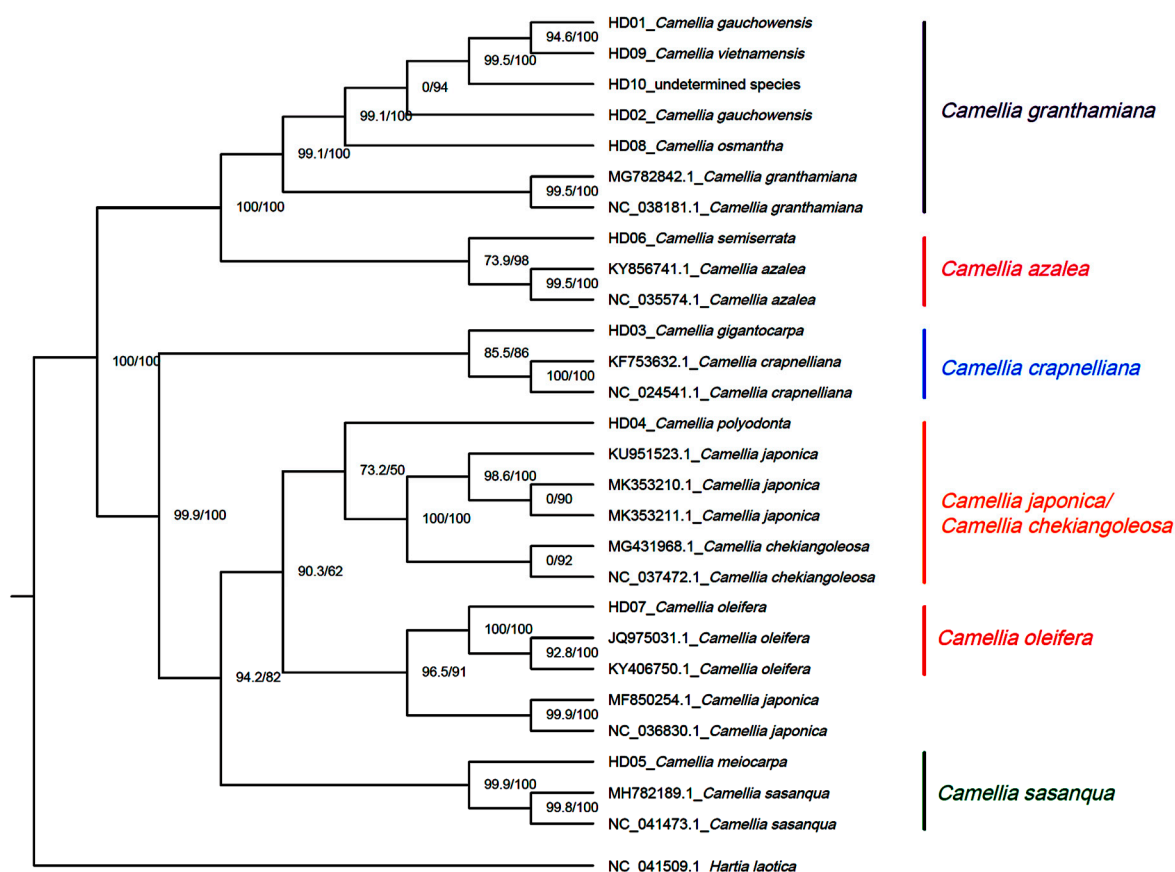 HD01_Camellia gauchowensis
94.6/100
HD09_Camellia vietnamensis
99.5/100
HD10_undetermined species
0/94
HD02_Camellia gauchowensis
99.1/100
HD08_Camellia osmantha
99.1/100
MG782842.1_Camellia granthamiana
99.5/100
NC_038181.1_Camellia granthamiana
100/100
Camellia granthamiana
HD06_Camellia semiserrata
73.9/98
KY856741.1_Camellia azalea
99.5/100
NC_035574.1_Camellia azalea
Camellia azalea
HD03_Camellia gigantocarpa
85.5/86
100/100
KF753632.1_Camellia crapnelliana
100/100
NC_024541.1_Camellia crapnelliana
Camellia crapnelliana
HD04_Camellia polyodonta
KU951523.1_Camellia japonica
73.2/50
98.6/100
MK353210.1_Camellia japonica
0/90
MK353211.1_Camellia japonica
99.9/100
100/100
MG431968.1_Camellia chekiangoleosa
0/92
NC_037472.1_Camellia chekiangoleosa
90.3/62
Camellia japonica/
Camellia chekiangoleosa
HD07_Camellia oleifera
100/100
JQ975031.1_Camellia oleifera
92.8/100
KY406750.1_Camellia oleifera
94.2/82
96.5/91
Camellia oleifera
MF850254.1_Camellia japonica
99.9/100
NC_036830.1_Camellia japonica
HD05_Camellia meiocarpa
99.9/100
MH782189.1_Camellia sasanqua
99.8/100
NC_041473.1_Camellia sasanqua
Camellia sasanqua
NC_041509.1_Hartia laotica